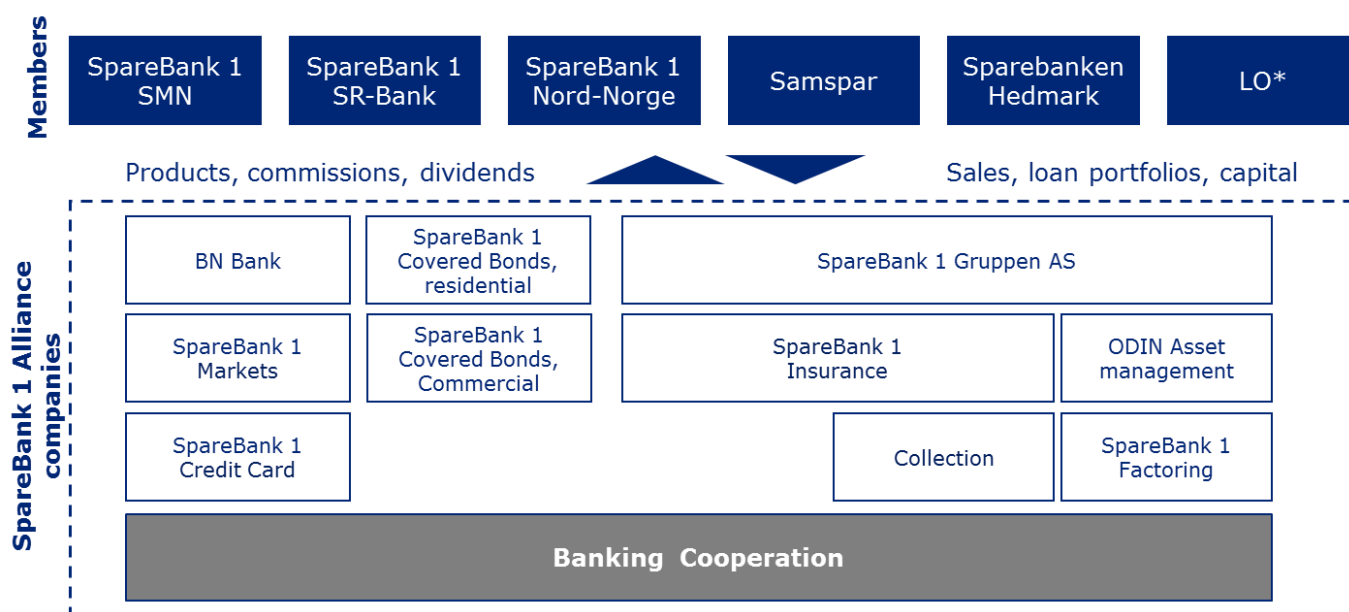 Members
SpareBank 1
SMN
SpareBank 1
SR-Bank
SpareBank 1
Nord-Norge
Samspar
Sparebanken
Hedmark
LO*
Products, commissions, dividends
Sales, loan portfolios, capital
SpareBank 1 Alliance
companies
BN Bank
SpareBank 1
Covered Bonds,
residential
SpareBank 1 Gruppen AS
SpareBank 1
Markets
SpareBank 1
Covered Bonds,
Commercial
SpareBank 1
Insurance
ODIN Asset
management
SpareBank 1
Credit Card
Collection
SpareBank 1
Factoring
Banking Cooperation